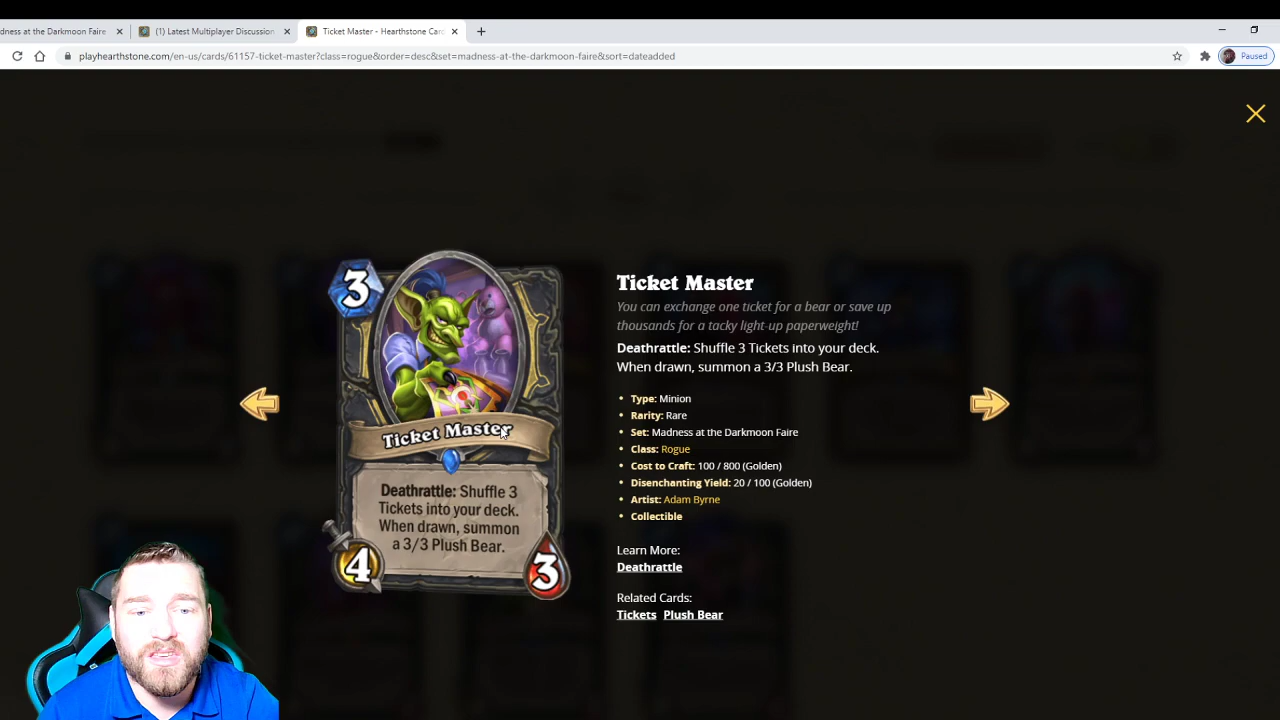 dness at the Darkmoon Faire
(1) Latest Multiplayer Discussion
Ticket Master - Hearthstone Car
playhearthstone.com/en-us/cards/61157-ticket-master?class=rogue&order=desc&set=madness-at-the-darkmoon-faire&sort=dateadded
Paused
3
Ticket Master
Deathrattle: Shuffle 3
Tickets into your deck.
When drawn, summon
a 3/3 Plush Bear.
4
3
Ticket Master
You can exchange one ticket for a bear or save up
thousands for a tacky light-up paperweight!
Deathrattle: Shuffle 3 Tickets into your deck.
When drawn, summon a 3/3 Plush Bear.
Type: Minion
Rarity: Rare
Set: Madness at the Darkmoon Faire
Class: Rogue
Cost to Craft: 100 / 800 (Golden)
Disenchanting Yield: 20 / 100 (Golden)
Artist: Adam Byrne
Collectible
Learn More:
Deathrattle
Related Cards:
Tickets Plush Bear